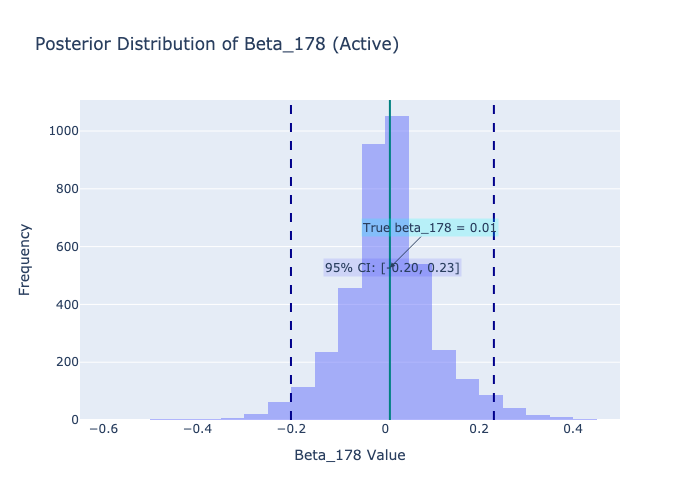 Posterior Distribution of Beta_178 (Active)
1000
800
600
400
200
0
Frequency
True beta_178 = 0.01
95% CI: [-0.20, 0.23]
−0.6
−0.4
−0.2
0
0.2
0.4
Beta_178 Value